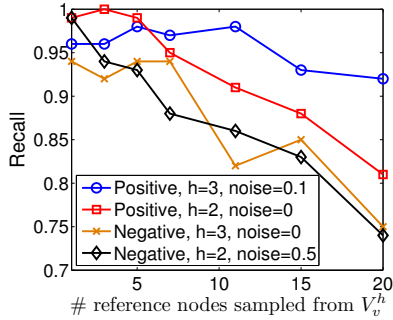 1
0.95
0.9
0.85
0.8
0.75
0.7
Recall
Positive, h=3, noise=0.1
Positive, h=2, noise=0
Negative, h=3, noise=0
Negative, h=2, noise=0.5
5 10 15 20
# reference nodes sampled from V_v^h